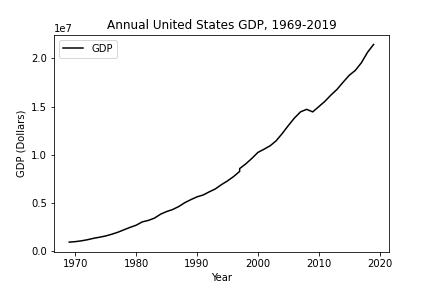 Annual United States GDP, 1969-2019
1e7
GDP
2.0
1.5
1.0
0.5
0.0
GDP (Dollars)
1970 1980 1990 2000 2010 2020
Year